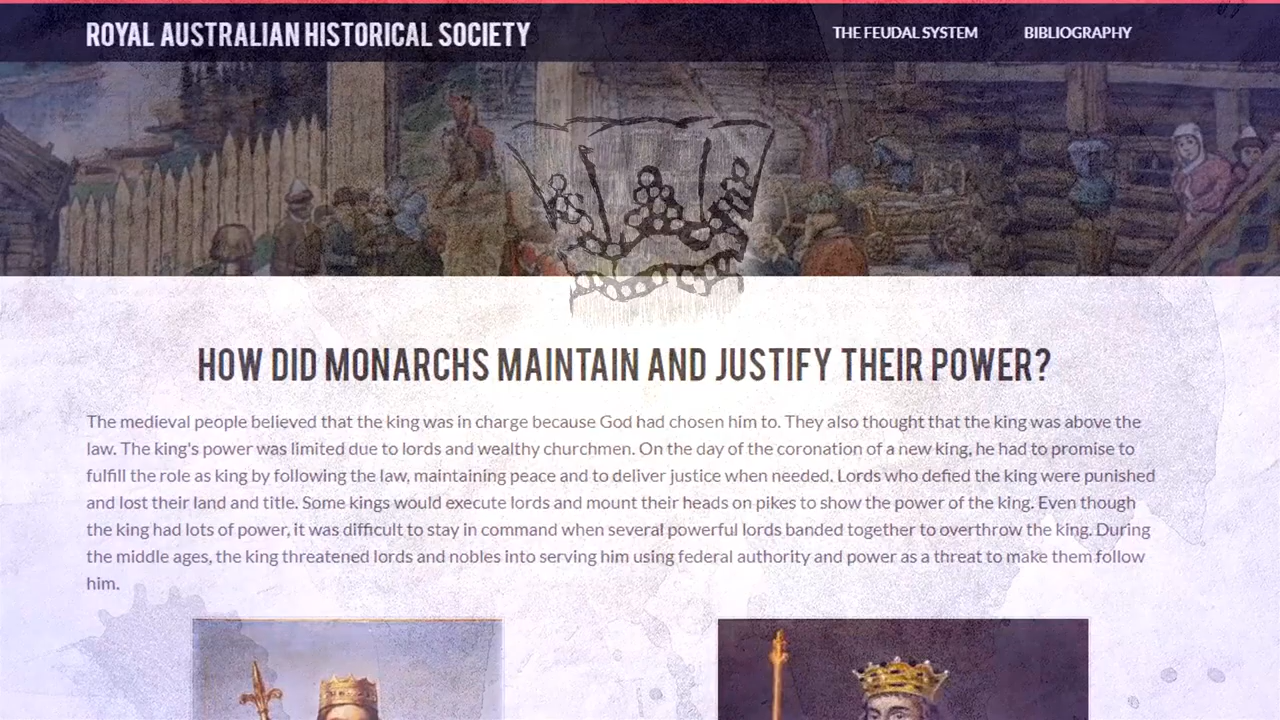 ROYAL AUSTRALIAN HISTORICAL SOCIETY
THE FEUDAL SYSTEM
BIBLIOGRAPHY
HOW DID MONARCHS MAINTAIN AND JUSTIFY THEIR POWER?
The medieval people believed that the king was in charge because God had chosen him to. They also thought that the king was above the
law. The king's power was limited due to lords and wealthy churchmen. On the day of the coronation of a new king, he had to promise to
fulfill the role as king by following the law, maintaining peace and to deliver justice when needed. Lords who defied the king were punished
and lost their land and title. Some kings would execute lords and mount their heads on pikes to show the power of the king. Even though
the king had lots of power, it was difficult to stay in command when several powerful lords banded together to overthrow the king. During
the middle ages, the king threatened lords and nobles into serving him using federal authority and power as a threat to make them follow
him.